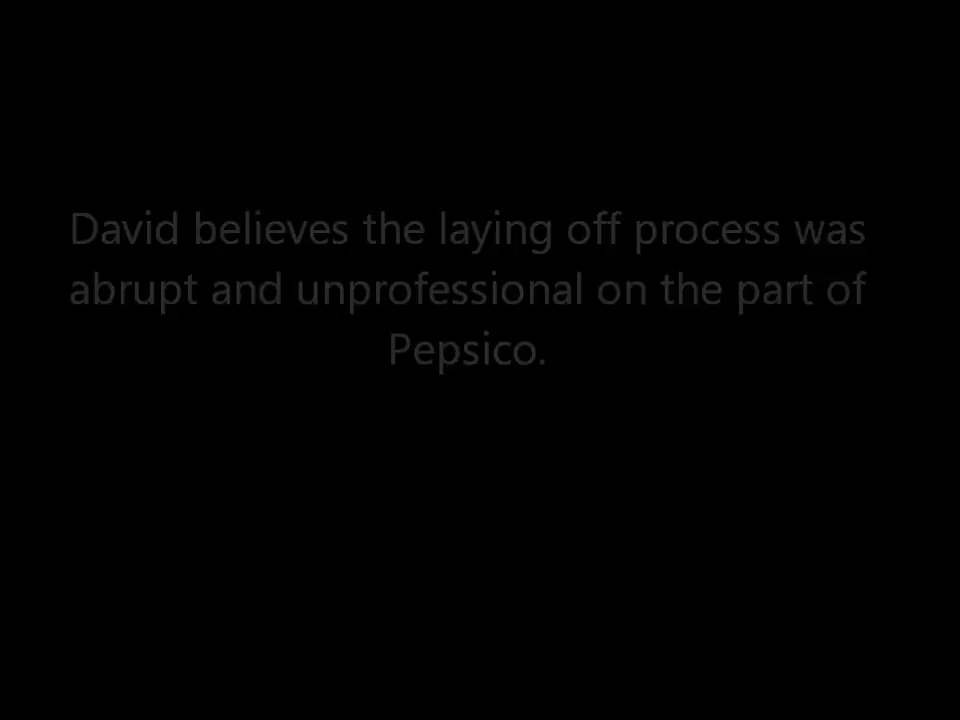 David believes the laying off process was
abrupt and unprofessional on the part of
Pepsico.